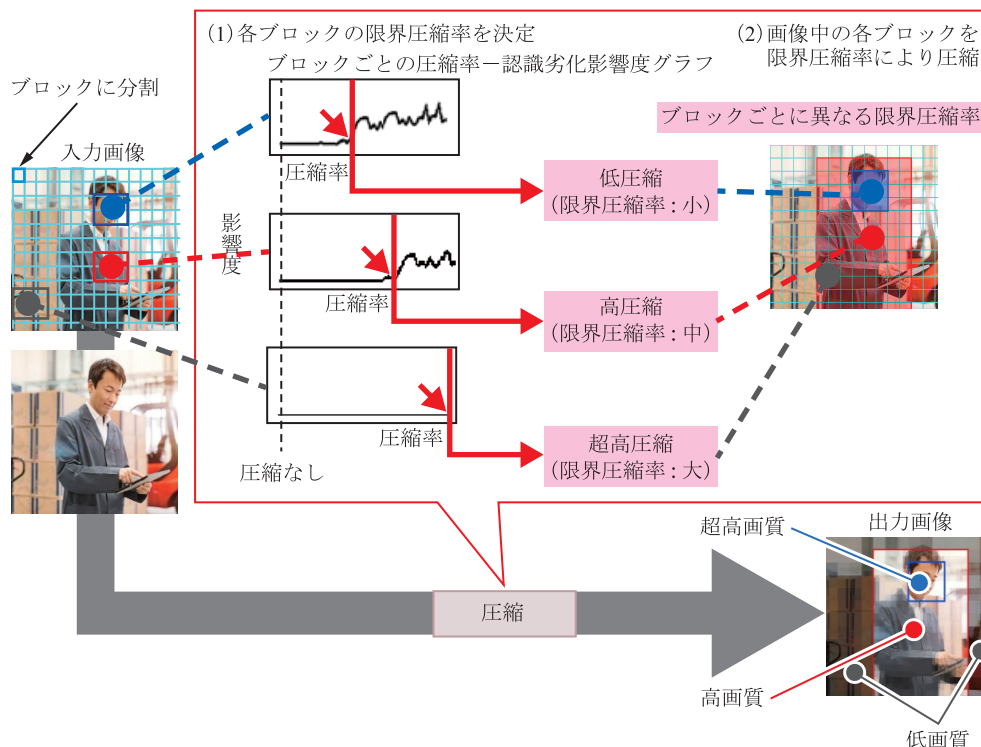 (1)各ブロックの限界圧縮率を決定
ブロックごとの圧縮率－認識劣化影響度グラフ
(2)画像中の各ブロックを
限界圧縮率により圧縮
ブロックに分割
入力画像
ブロックごとに異なる限界圧縮率
圧縮率
低圧縮
(限界圧縮率：小)
影響度
圧縮率
高圧縮
(限界圧縮率：中)
圧縮率
超高圧縮
(限界圧縮率：大)
圧縮なし
超高画質
出力画像
圧縮
高画質
低画質